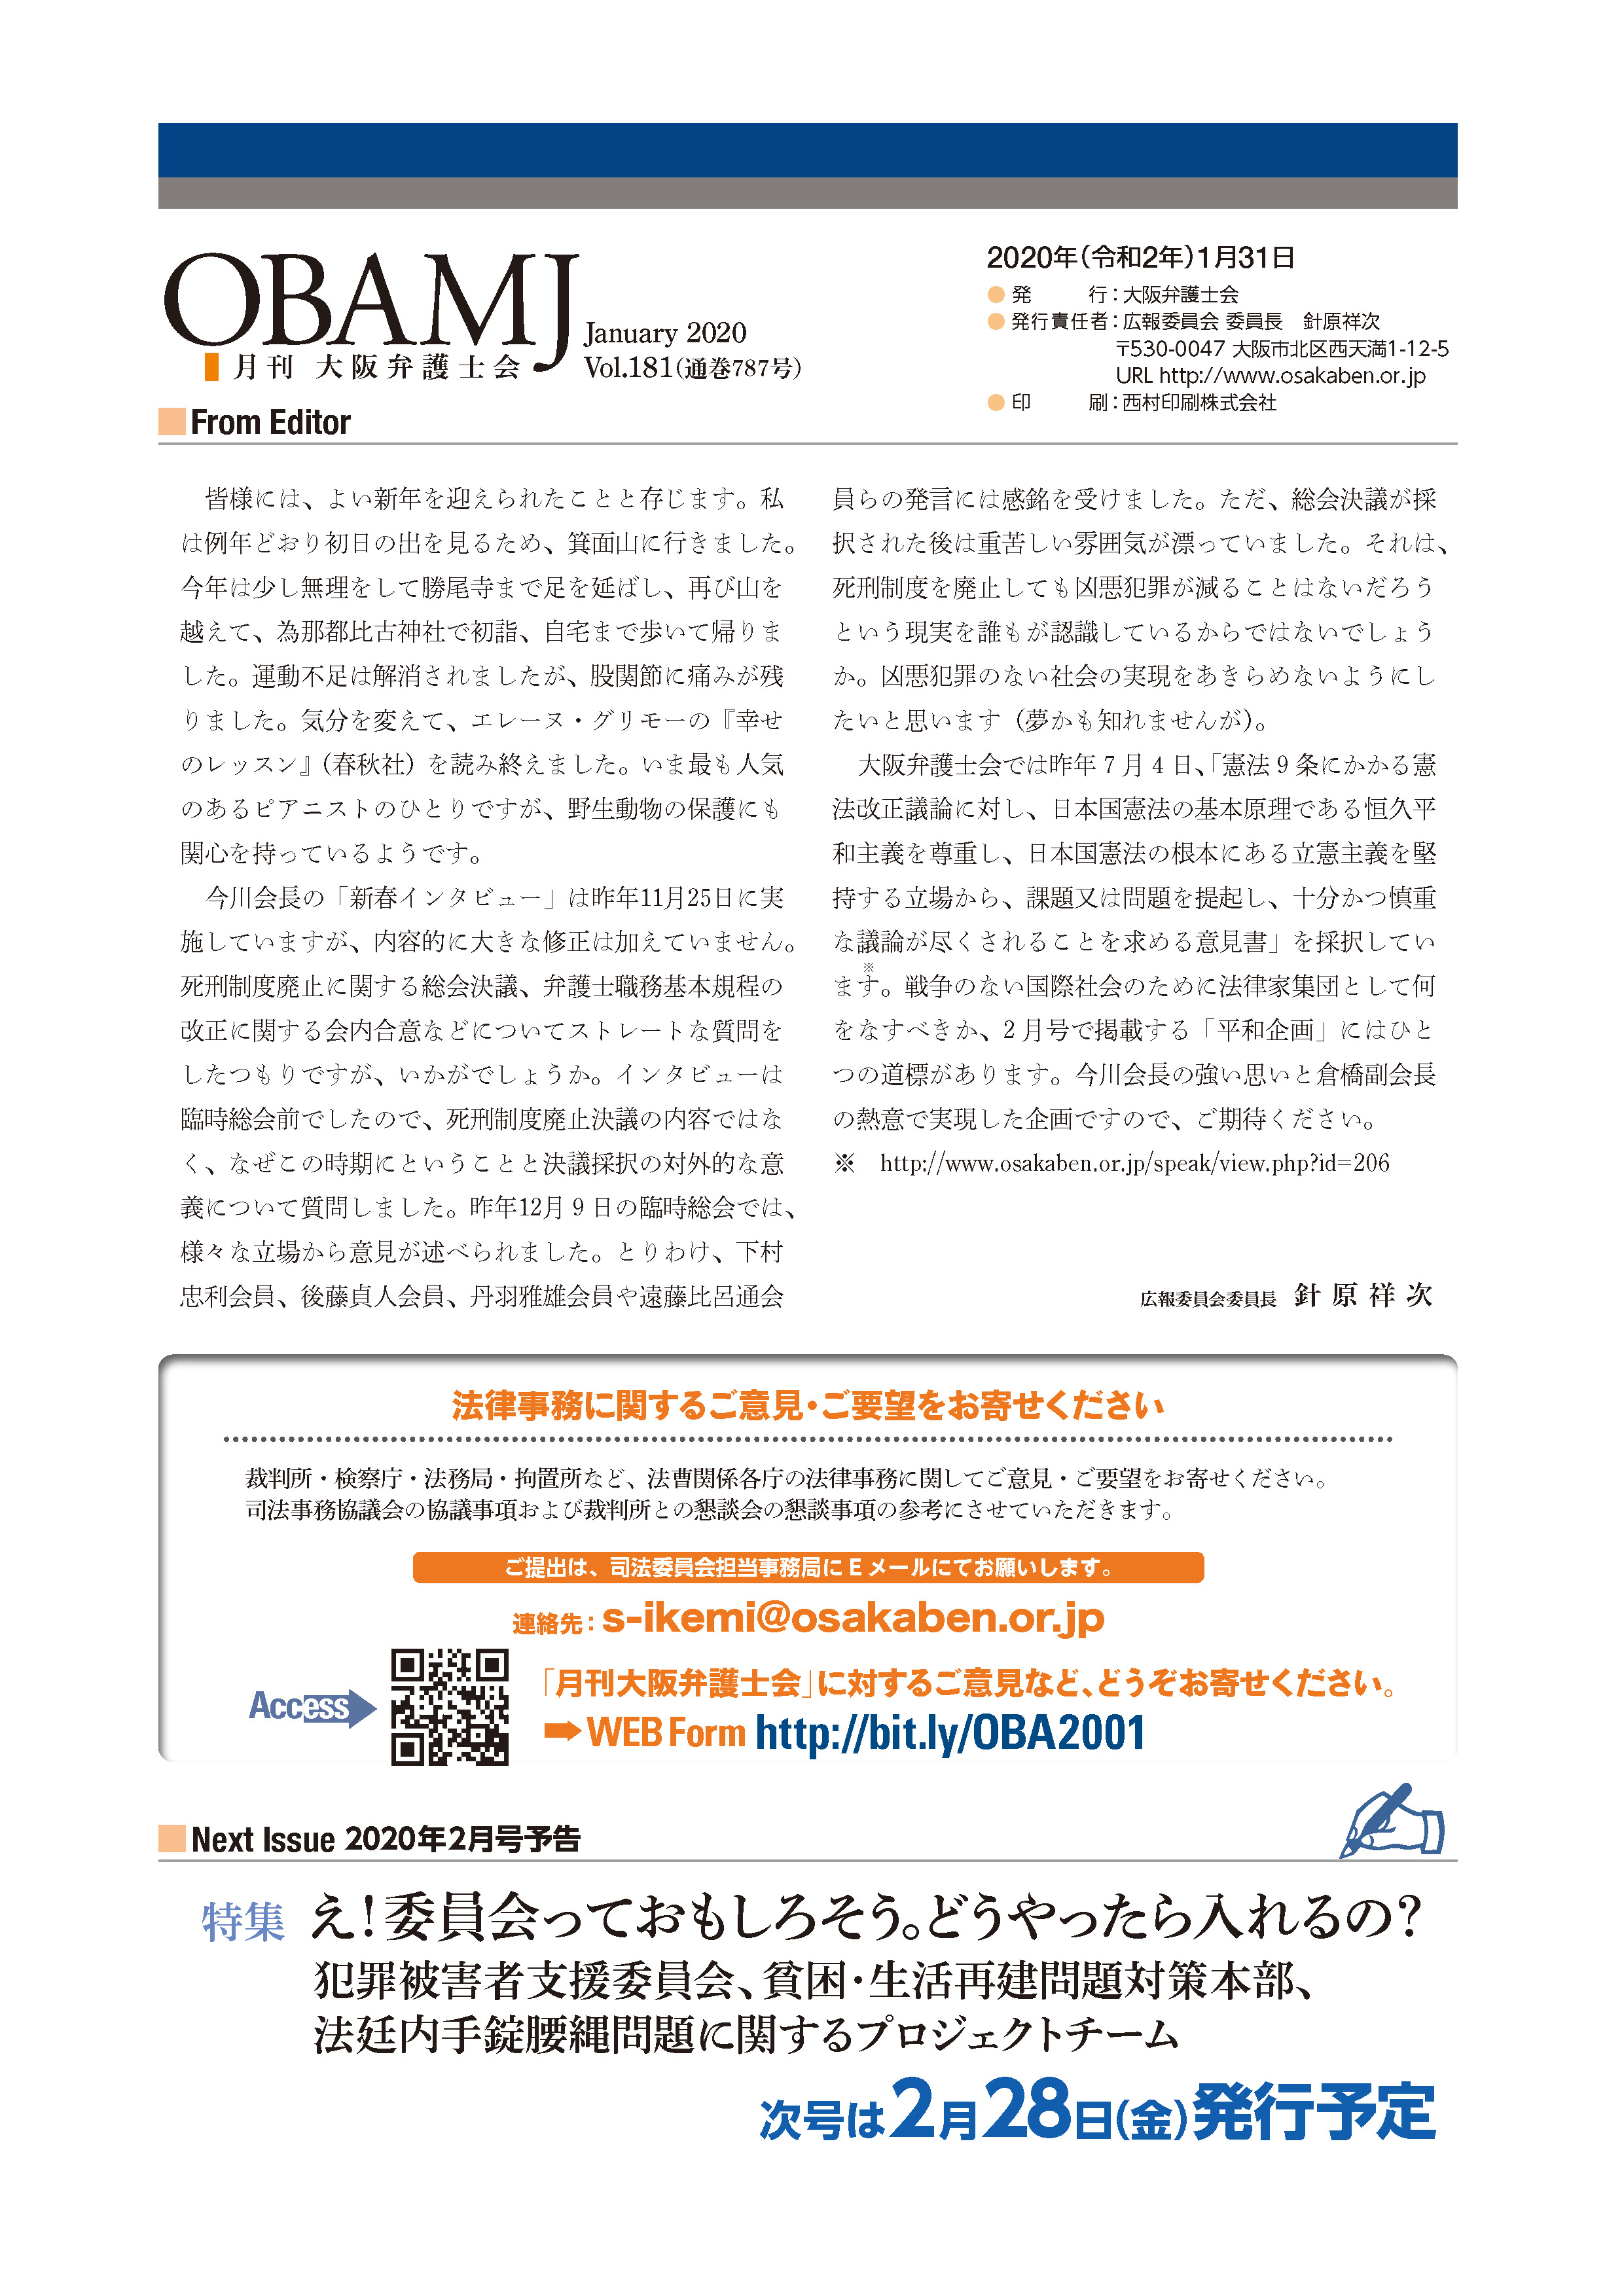 OBAMJ
月刊 大阪弁護士会
January 2020
Vol.181(通巻787号)
2020年(令和2年)1月31日
発 行：大阪弁護士会
発行責任者：広報委員会 委員長 針原祥次
〒530-0047 大阪市北区西天満1-12-5
URL http://www.osakaben.or.jp
印 刷：西村印刷株式会社
From Editor
皆様には、よい新年を迎えられたことと存じます。私
は例年どおり初日の出を見るため、箕面山に行きました。
今年は少し無理をして勝尾寺まで足を延ばし、再び山を
越えて、為那都比古神社で初詣、自宅まで歩いて帰りま
した。運動不足は解消されましたが、股関節に痛みが残
りました。気分を変えて、エレーヌ・グリモーの『幸せ
のレッスン』（春秋社）を読み終えました。いま最も人気
のあるピアニストのひとりですが、野生動物の保護にも
関心を持っているようです。
今川会長の「新春インタビュー」は昨年11月25日に実
施していますが、内容的に大きな修正は加えていません。
死刑制度廃止に関する総会決議、弁護士職務基本規程の
改正に関する会内合意などについてストレートな質問を
したつもりですが、いかがでしょうか。インタビューは
臨時総会前でしたので、死刑制度廃止決議の内容ではな
く、なぜこの時期にということと決議採択の対外的な意
義について質問しました。昨年12月9日の臨時総会では、
様々な立場から意見が述べられました。とりわけ、下村
忠利会員、後藤貞人会員、丹羽雅雄会員や遠藤比呂通会
員らの発言には感銘を受けました。ただ、総会決議が採
択された後は重苦しい雰囲気が漂っていました。それは、
死刑制度を廃止しても凶悪犯罪が減ることはないだろう
という現実を誰もが認識しているからではないでしょう
か。凶悪犯罪のない社会の実現をあきらめないようにし
たいと思います（夢かも知れませんが）。
大阪弁護士会では昨年7月4日、「憲法9条にかかる憲
法改正議論に対し、日本国憲法の基本原理である恒久平
和主義を尊重し、日本国憲法の根本にある立憲主義を堅
持する立場から、課題又は問題を提起し、十分かつ慎重
な議論が尽くされることを求める意見書」を採択してい
ます※。戦争のない国際社会のために法律家集団として何
をなすべきか、2月号で掲載する「平和企画」にはひと
つの道標があります。今川会長の強い思いと倉橋副会長
の熱意で実現した企画ですので、ご期待ください。
※ http://www.osakaben.or.jp/speak/view.php?id=206
広報委員会委員長 針原祥次
法律事務に関するご意見・ご要望をお寄せください
裁判所・検察庁・法務局・拘置所など、法曹関係各庁の法律事務に関してご意見・ご要望をお寄せください。
司法事務協議会の協議事項および裁判所との懇談会の懇談事項の参考にさせていただきます。
ご提出は、司法委員会担当事務局にEメールにてお願いします。
連絡先：s-ikemi@osakaben.or.jp
Access
「月刊大阪弁護士会」に対するご意見など、どうぞお寄せください。
➡WEB Form http://bit.ly/OBA2001
Next Issue 2020年2月号予告
特集 え！委員会っておもしろそう。どうやったら入れるの？
犯罪被害者支援委員会、貧困・生活再建問題対策本部、
法廷内手錠腰縄問題に関するプロジェクトチーム
次号は2月28日(金)発行予定